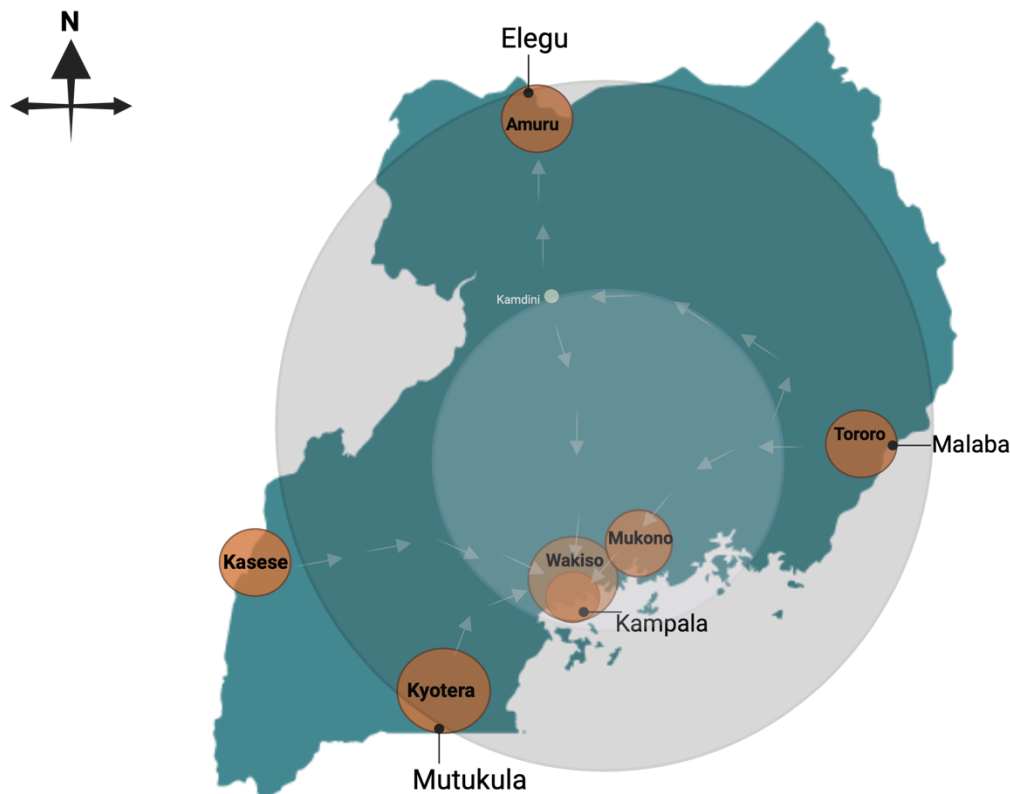 N
Elegu
Amuru
Kamdini
Tororo
Malaba
Mukono
Kasese
Wakiso
Kampala
Kyotera
Mutukula